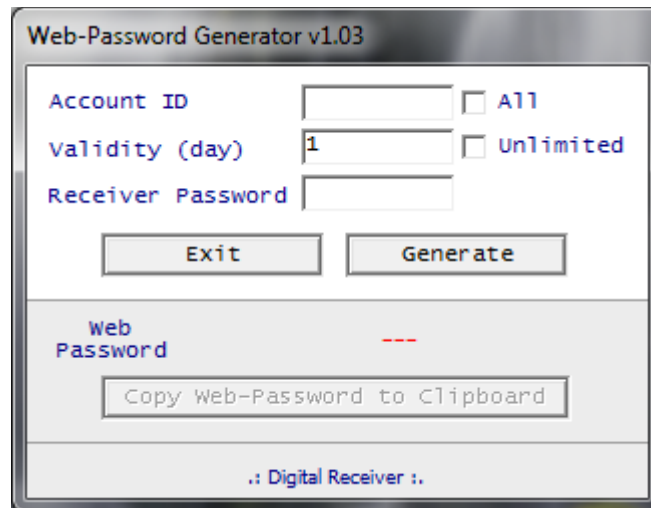 Web-Password Generator v1.03
Account ID All
Validity (day) 1 Unlimited
Receiver Password
Exit Generate
Web
Password ---
Copy Web-Password to Clipboard
.: Digital Receiver :.